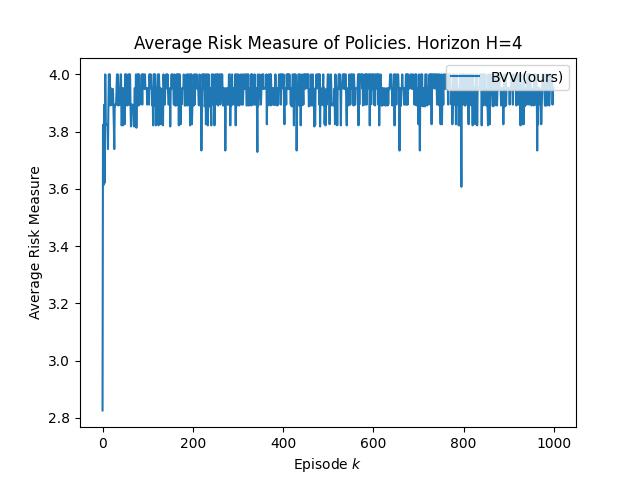 Average Risk Measure of Policies. Horizon H=4
BVVI(ours)
Average Risk Measure
4.0
3.8
3.6
3.4
3.2
3.0
2.8
0 200 400 600 800 1000
Episode k